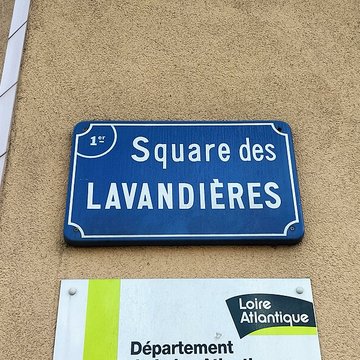 1er
Square des
LAVANDIÈRES
Loire
Atlantique
Département